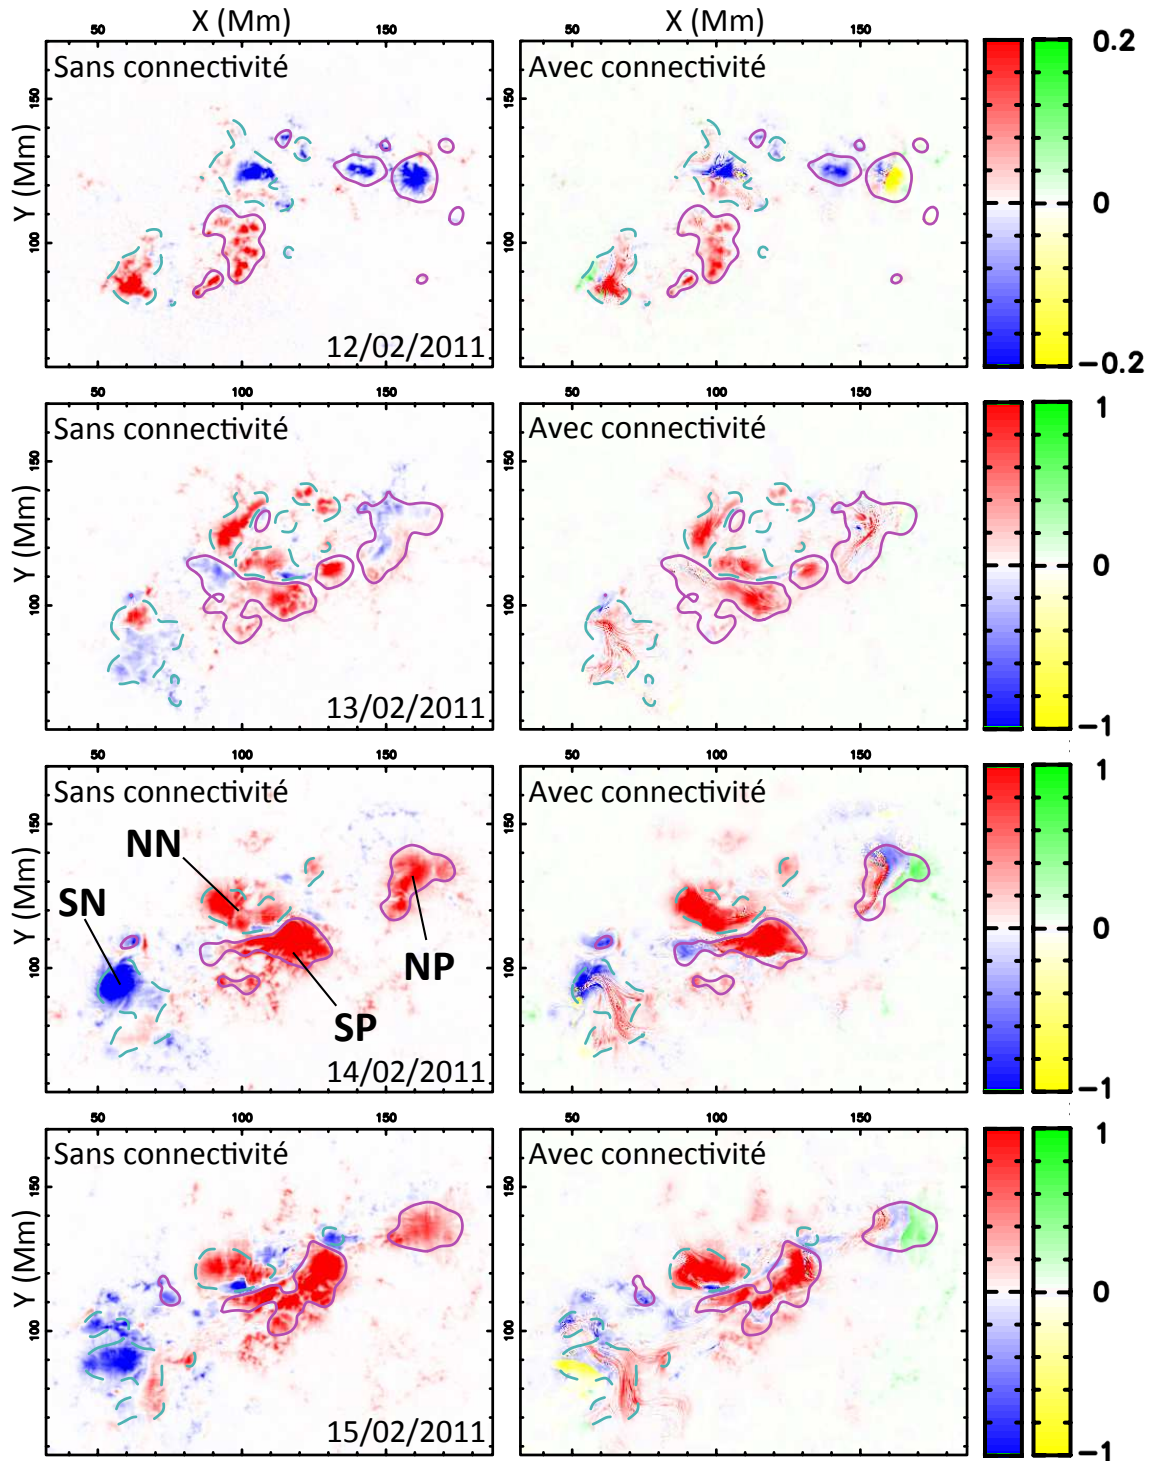 X (Mm) X (Mm)
50 100 150 50 100 150
Sans connectivité Avec connectivité 0.2
Y (Mm) 150 150
100 100 0
12/02/2011 -0.2
50 100 150 50 100 150
Sans connectivité Avec connectivité 1
Y (Mm) 150 150
100 100 0
13/02/2011 -1
50 100 150 50 100 150
Sans connectivité Avec connectivité 1
Y (Mm) 150 150
NN
SN
0
NP
100 100
SP
14/02/2011 -1
50 100 150 50 100 150
Sans connectivité Avec connectivité 1
Y (Mm) 150 150
100 100 0
15/02/2011 -1